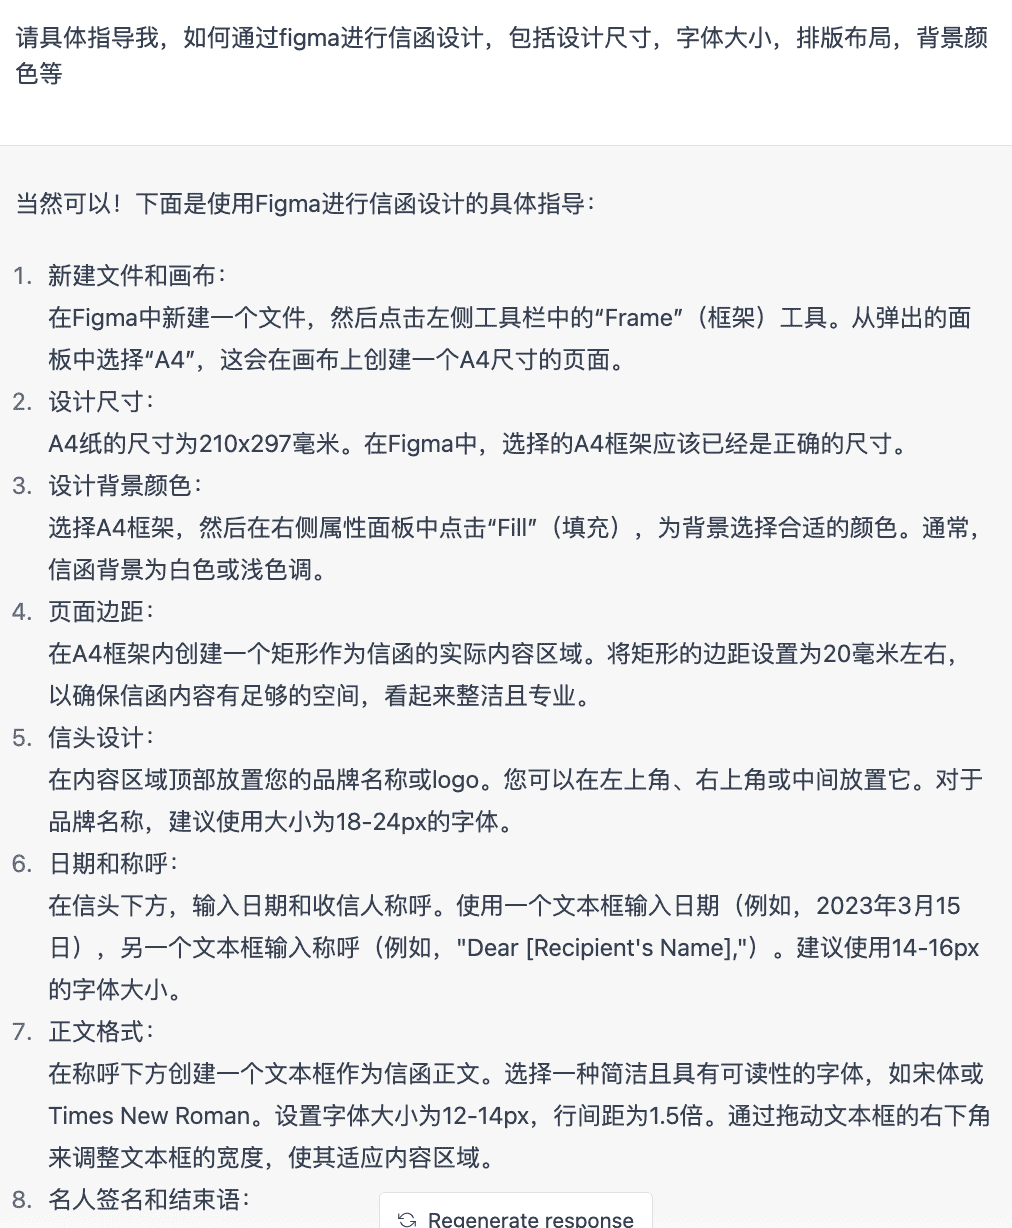 请具体指导我，如何通过figma进行信函设计，包括设计尺寸，字体大小，排版布局，背景颜
色等
当然可以！下面是使用Figma进行信函设计的具体指导：
1. 新建文件和画布：
在Figma中新建一个文件，然后点击左侧工具栏中的“Frame”（框架）工具。从弹出的面
板中选择“A4”，这会在画布上创建一个A4尺寸的页面。
2. 设计尺寸：
A4纸的尺寸为210x297毫米。在Figma中，选择的A4框架应该已经是正确的尺寸。
3. 设计背景颜色：
选择A4框架，然后在右侧属性面板中点击“Fill”（填充），为背景选择合适的颜色。通常，
信函背景为白色或浅色调。
4. 页面边距：
在A4框架内创建一个矩形作为信函的实际内容区域。将矩形的边距设置为20毫米左右，
以确保信函内容有足够的空间，看起来整洁且专业。
5. 信头设计：
在内容区域顶部放置您的品牌名称或logo。您可以在左上角、右上角或中间放置它。对于
品牌名称，建议使用大小为18-24px的字体。
6. 日期和称呼：
在信头下方，输入日期和收信人称呼。使用一个文本框输入日期（例如，2023年3月15
日），另一个文本框输入称呼（例如，"Dear [Recipient's Name],"）。建议使用14-16px
的字体大小。
7. 正文格式：
在称呼下方创建一个文本框作为信函正文。选择一种简洁且具有可读性的字体，如宋体或
Times New Roman。设置字体大小为12-14px，行间距为1.5倍。通过拖动文本框的右下角
来调整文本框的宽度，使其适应内容区域。
8. 名人签名和结束语：
Regenerate response